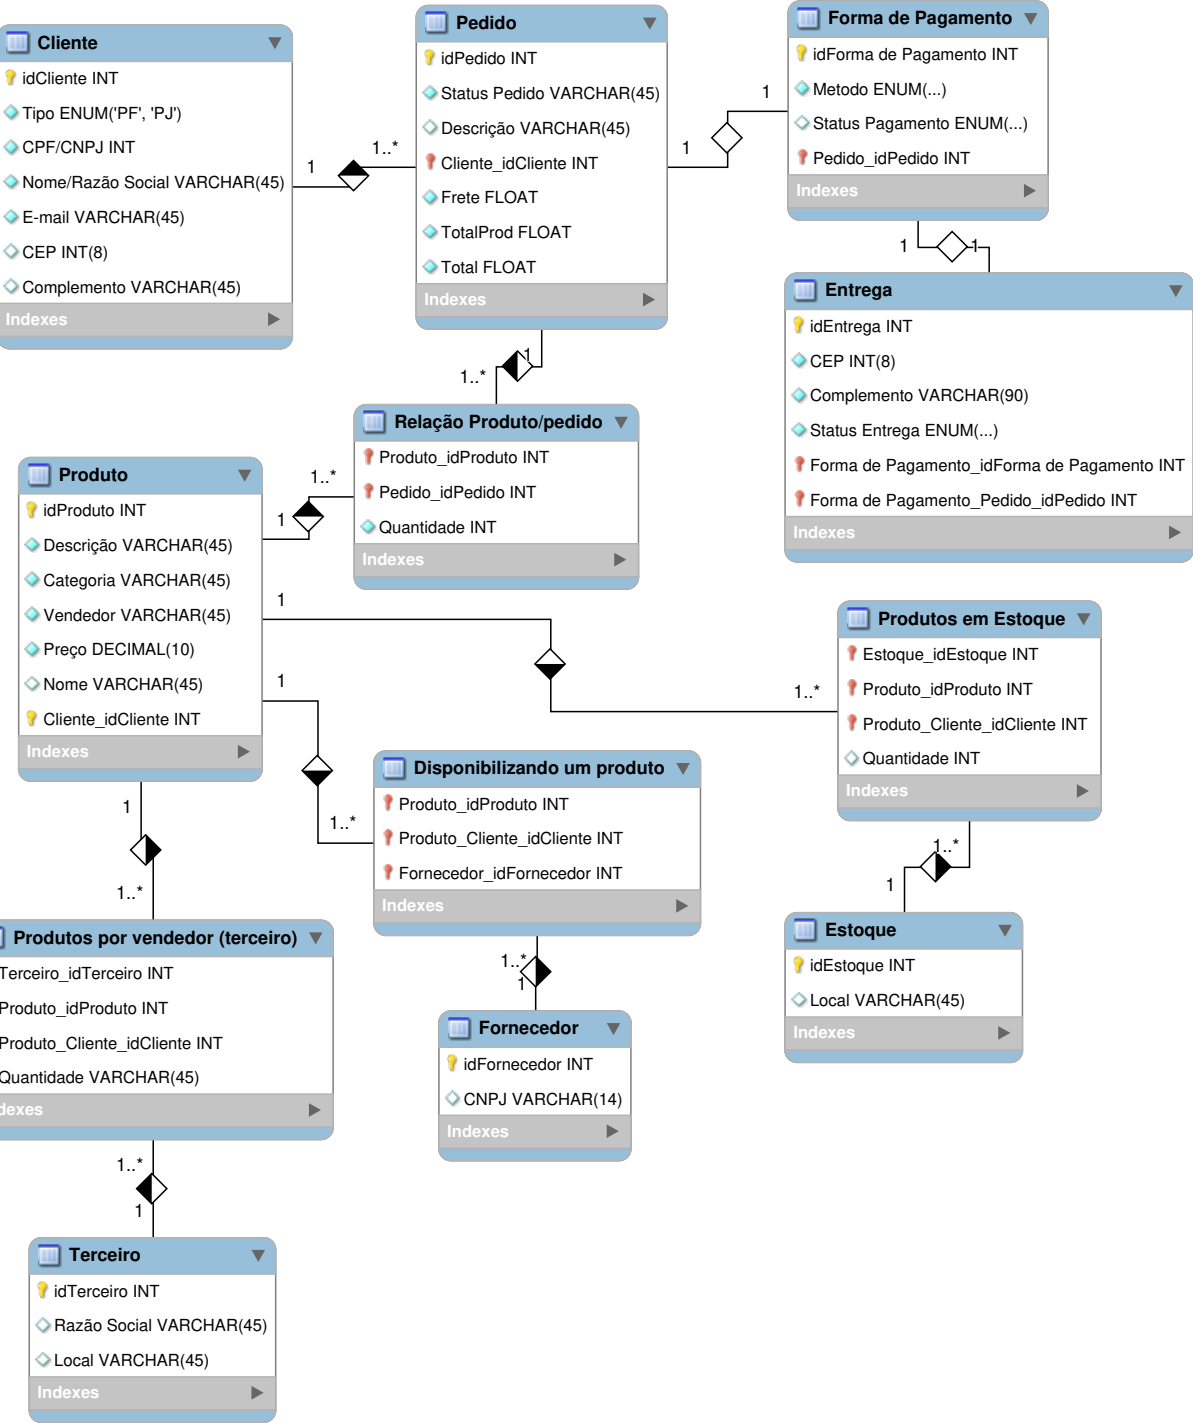 Cliente
idCliente INT
Tipo ENUM('PF', 'PJ')
CPF/CNPJ INT
Nome/Razão Social VARCHAR(45)
E-mail VARCHAR(45)
CEP INT(8)
Complemento VARCHAR(45)
Indexes
1
1..*
Pedido
idPedido INT
Status Pedido VARCHAR(45)
Descrição VARCHAR(45)
Cliente_idCliente INT
Frete FLOAT
TotalProd FLOAT
Total FLOAT
Indexes
1
1
Forma de Pagamento
idForma de Pagamento INT
Metodo ENUM(...)
Status Pagamento ENUM(...)
Pedido_idPedido INT
Indexes
1
1
Entrega
idEntrega INT
CEP INT(8)
Complemento VARCHAR(90)
Status Entrega ENUM(...)
Forma de Pagamento_idForma de Pagamento INT
Forma de Pagamento_Pedido_idPedido INT
Indexes
1
1..*
Relação Produto/pedido
Produto_idProduto INT
Pedido_idPedido INT
Quantidade INT
Indexes
1..*
1
Produto
idProduto INT
Descrição VARCHAR(45)
Categoria VARCHAR(45)
Vendedor VARCHAR(45)
Preço DECIMAL(10)
Nome VARCHAR(45)
Cliente_idCliente INT
Indexes
1
1..*
Produtos em Estoque
Estoque_idEstoque INT
Produto_idProduto INT
Produto_Cliente_idCliente INT
Quantidade INT
Indexes
1
1..*
Disponibilizando um produto
Produto_idProduto INT
Produto_Cliente_idCliente INT
Fornecedor_idFornecedor INT
Indexes
1..*
1
Estoque
idEstoque INT
Local VARCHAR(45)
Indexes
1
1..*
Produtos por vendedor (terceiro)
Terceiro_idTerceiro INT
Produto_idProduto INT
Produto_Cliente_idCliente INT
Quantidade VARCHAR(45)
dexes
1..*
1
Fornecedor
idFornecedor INT
CNPJ VARCHAR(14)
Indexes
1..*
1
Terceiro
idTerceiro INT
Razão Social VARCHAR(45)
Local VARCHAR(45)
Indexes